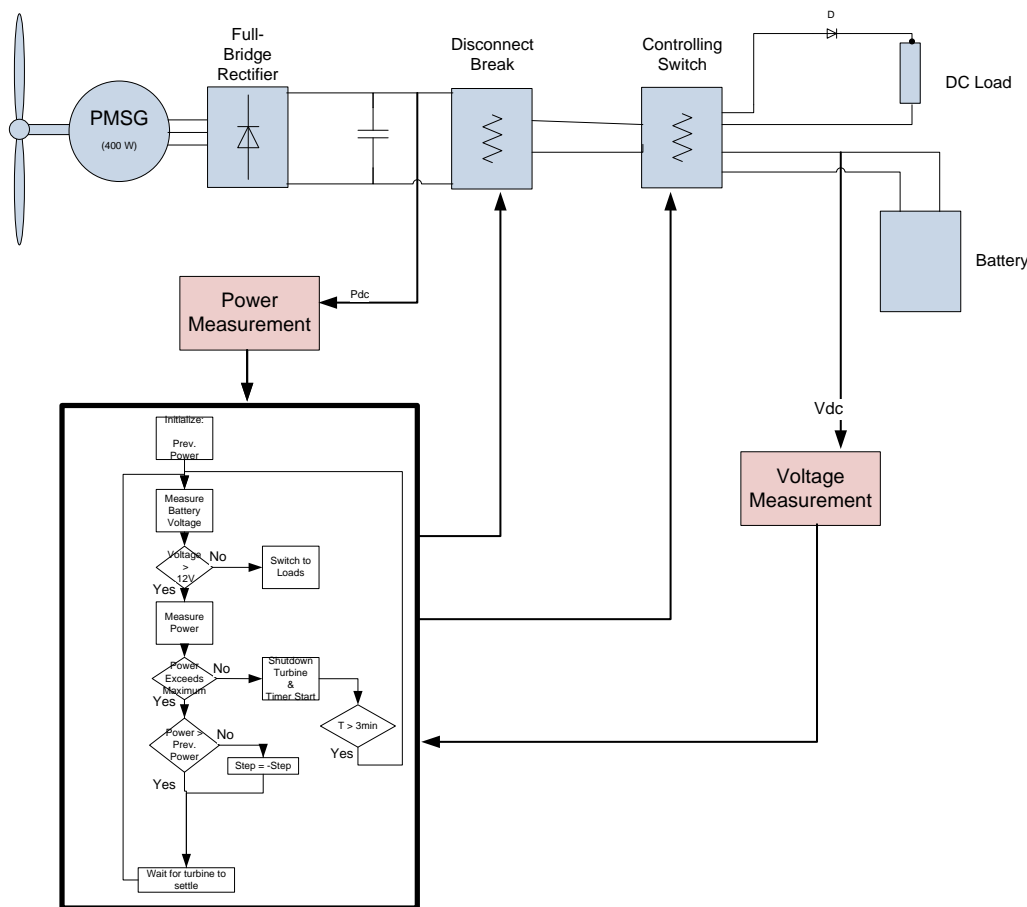 Full-
Bridge
Rectifier
Disconnect
Break
Controlling
Switch
D
DC Load
PMSG
(400 W)
Battery
Power
Measurement
Pdc
Vdc
Voltage
Measurement
Initialize:
Prev.
Power
Measure
Battery
Voltage
Voltage
>
12V
No
Yes
Switch to
Loads
Measure
Power
Power
Exceeds
Maximum
No
Yes
Shutdown
Turbine
&
Timer Start
T > 3min
Yes
Power >
Prev.
Power
No
Yes
Step = -Step
Wait for turbine to
settle